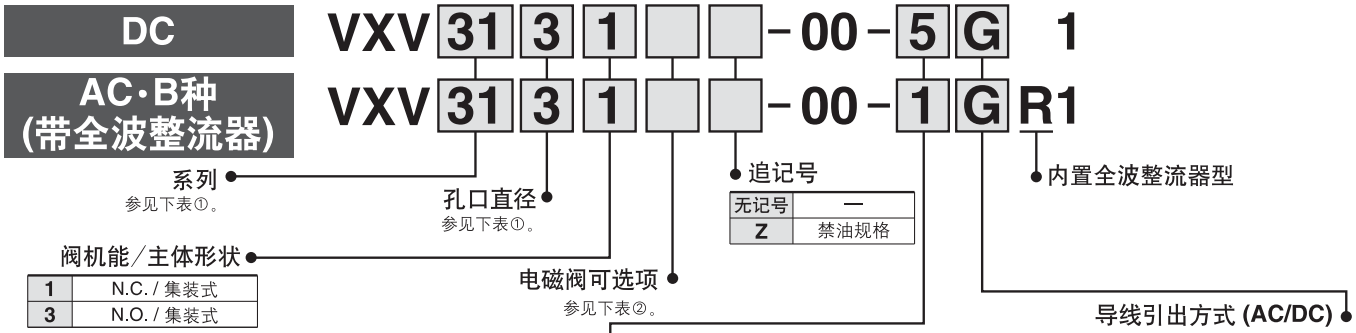 DC
VXV 31 3 1 - 00 - 5 G 1
AC·B种
(带全波整流器)
VXV 31 3 1 - 00 - 1 G R1
系列
参见下表①。
孔口直径
参见下表①。
追记号
无记号 —
Z 禁油规格
内置全波整流器型
阀机能/主体形状
1 N.C. / 集装式
3 N.O. / 集装式
电磁阀可选项
参见下表②。
导线引出方式 (AC/DC)